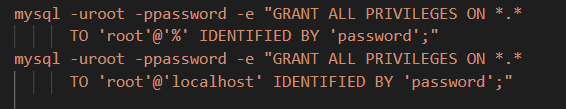 mysql -uroot -ppassword -e "GRANT ALL PRIVILEGES ON *.*
TO 'root'@'%' IDENTIFIED BY 'password';"
mysql -uroot -ppassword -e "GRANT ALL PRIVILEGES ON *.*
TO 'root'@'localhost' IDENTIFIED BY 'password';"